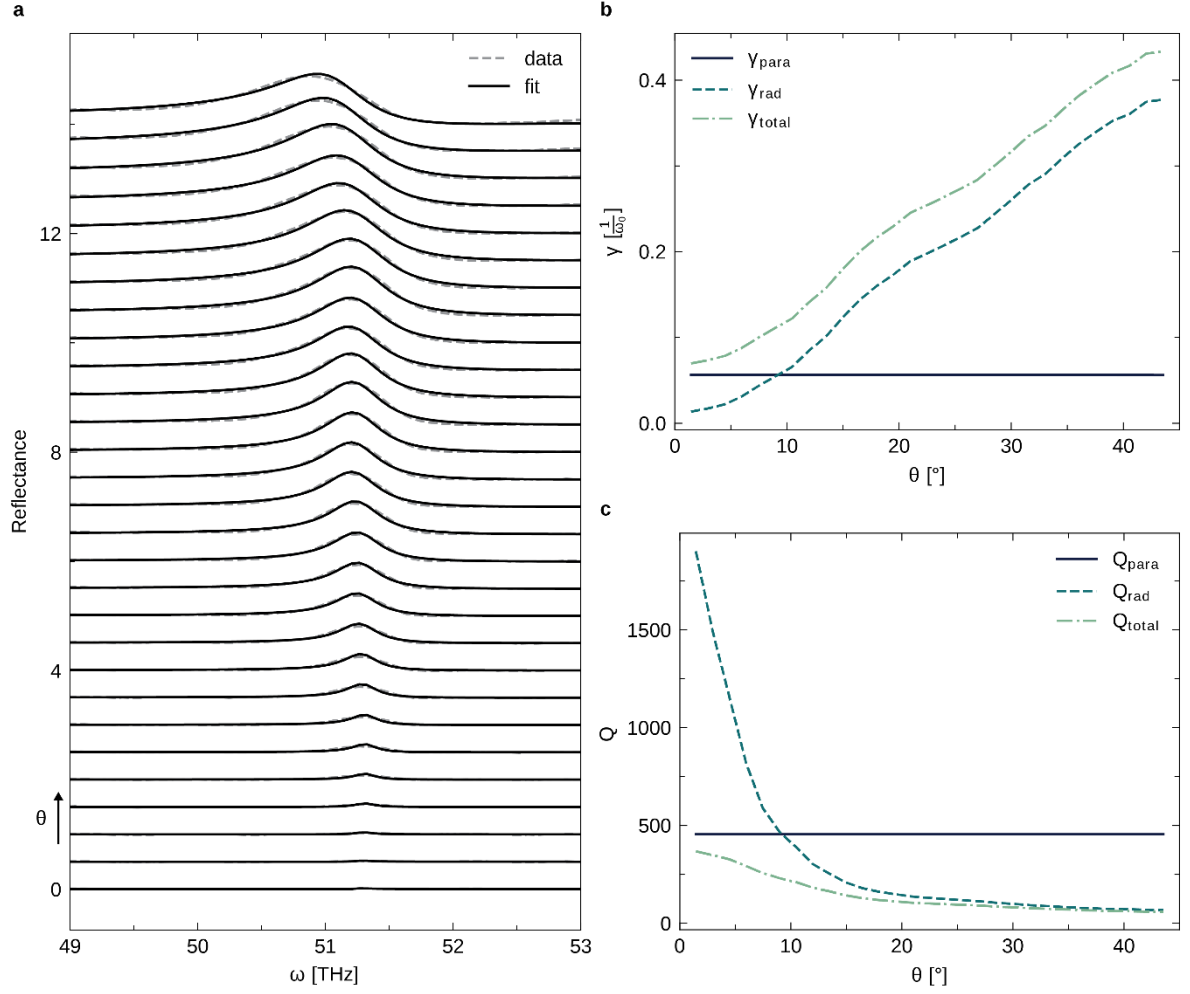 a
data
fit
12
8
4
0
θ
Reflectance
49 50 51 52 53
ω [THz]
b
γpara
γrad
γtotal
0.4
0.2
0.0
γ [1/ω₀]
0 10 20 30 40
θ [°]
c
Qpara
Qrad
Qtotal
1500
1000
500
0
Q
0 10 20 30 40
θ [°]